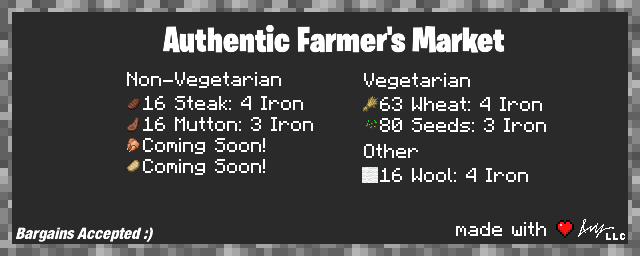 Authentic Farmer's Market
Non-Vegetarian
16 Steak: 4 Iron
16 Mutton: 3 Iron
Coming Soon!
Coming Soon!
Vegetarian
63 Wheat: 4 Iron
80 Seeds: 3 Iron
Other
16 Wool: 4 Iron
Bargains Accepted :)
made with LLC